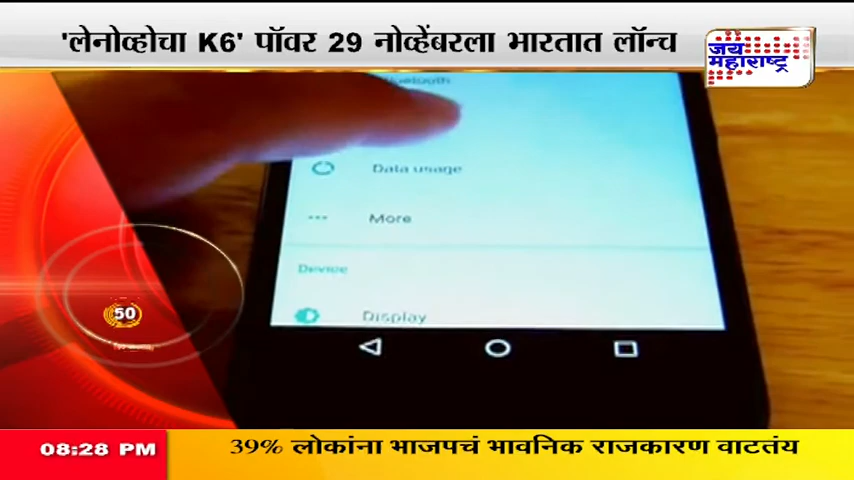 'लेनोव्होचा K6' पॉवर 29 नोव्हेंबरला भारतात लॉन्च
जय
महाराष्ट्र
Bluetooth
Data usage
More
Device
Display
50
08:28 PM
39% लोकांना भाजपचं भावनिक राजकारण वाटतंय